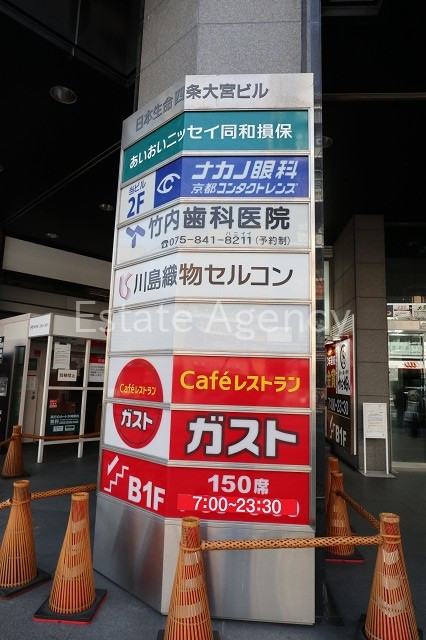 日本生命四条大宮ビル
あいおいニッセイ同和損保
当ビル
2F
ナカノ眼科
京都コンタクトレンズ
竹内歯科医院
☎075-841-8211(予約制)
川島織物セルコン
Estate Agency
Caféレストラン
Caféレストラン
ガスト
ガスト
B1F
150席
7:00~23:30
7:00
-23:30
B1F